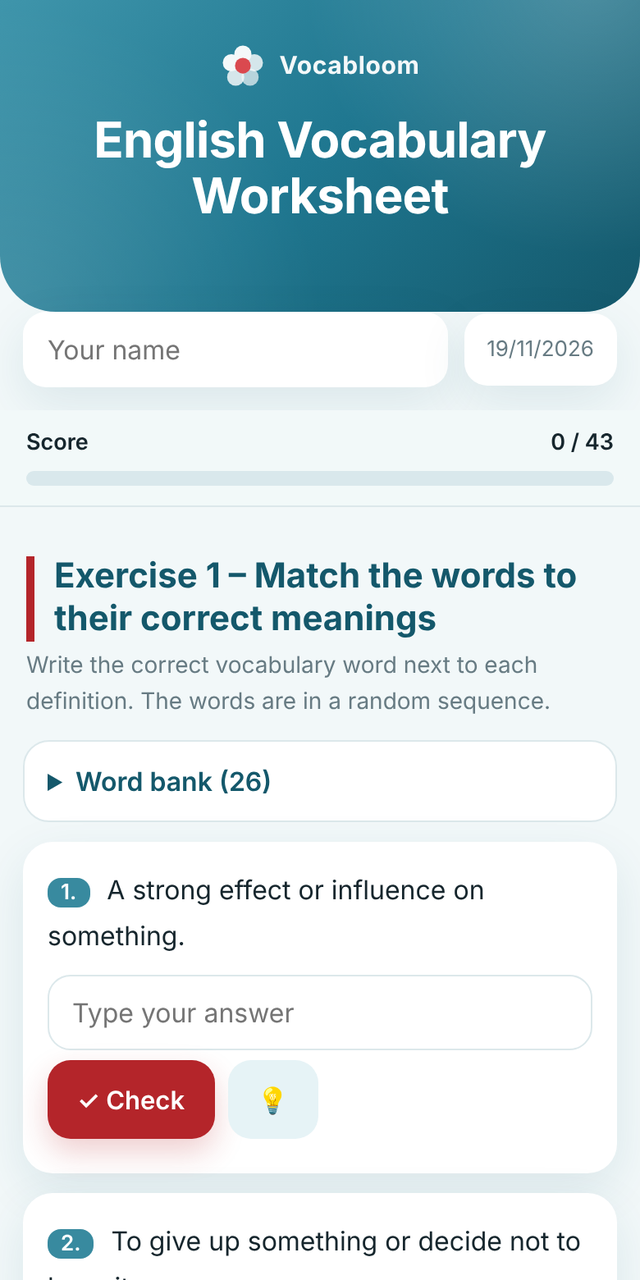 Vocabloom
English Vocabulary
Worksheet
Your name
19/11/2026
Score
0 / 43
Exercise 1 – Match the words to
their correct meanings
Write the correct vocabulary word next to each
definition. The words are in a random sequence.
Word bank (26)
1. A strong effect or influence on
something.
Type your answer
✓ Check
2. To give up something or decide not to